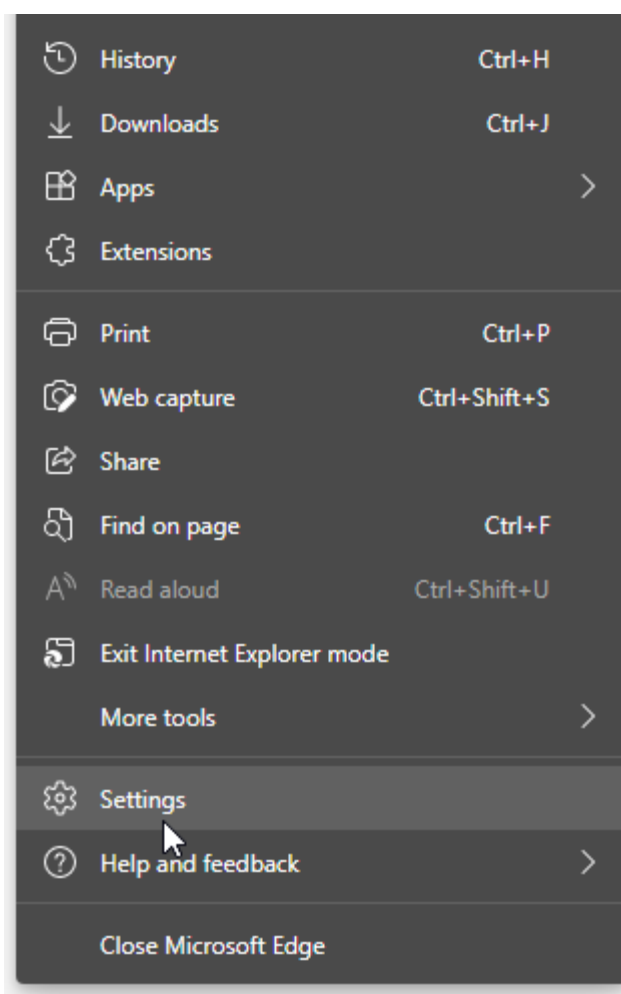 History Ctrl+H
Downloads Ctrl+J
Apps
Extensions
Print Ctrl+P
Web capture Ctrl+Shift+S
Share
Find on page Ctrl+F
Read aloud Ctrl+Shift+U
Exit Internet Explorer mode
More tools
Settings
Help and feedback
Close Microsoft Edge